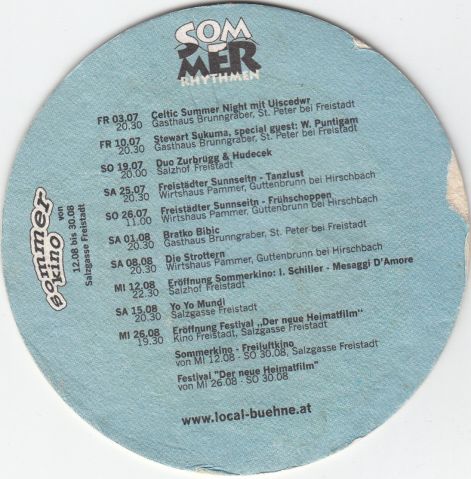 SOM
MER
RHYTHMEN
FR 03.07 Celtic Summer Night mit Uiscedwr
20.30 Gasthaus Brunngraber, St. Peter bei Freistadt
FR 10.07 Stewart Sukuma, special guest: W. Puntigam
20.30 Gasthaus Brunngraber, St. Peter bei Freistadt
SO 19.07 Duo Zurbrügg & Hudecek
20.00 Salzhof Freistadt
SA 25.07 Freistädter Sunnseitn - Tanzlust
20.30 Wirtshaus Pammer, Guttenbrunn bei Hirschbach
SO 26.07 Freistädter Sunnseitn - Frühschoppen
11.00 Wirtshaus Pammer, Guttenbrunn bei Hirschbach
SA 01.08 Bratko Bibic
20.30 Gasthaus Brunngraber, St. Peter bei Freistadt
SA 08.08 Die Strottern
20.30 Wirtshaus Pammer, Guttenbrunn bei Hirschbach
MI 12.08 Eröffnung Sommerkino: I. Schiller - Mesaggi D'Amore
22.30 Salzhof Freistadt
SA 15.08 Yo Yo Mundi
20.30 Salzgasse Freistadt
MI 26.08 Eröffnung Festival „Der neue Heimatfilm"
19.30 Kino Freistadt, Salzgasse Freistadt
Sommerkino - Freiluftkino
von MI 12.08 - SO 30.08, Salzgasse Freistadt
Festival "Der neue Heimatfilm"
von MI 26.08 - SO 30.08
www.local-buehne.at
sommer
kino von
12.08 bis 30.08
Salzgasse Freistadt